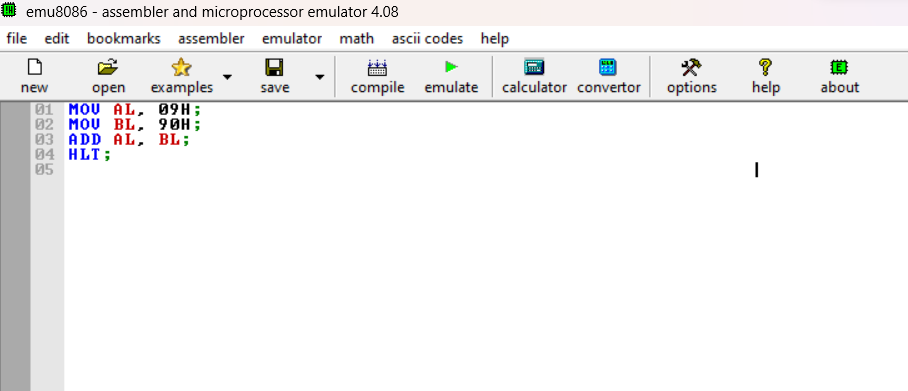 emu8086 - assembler and microprocessor emulator 4.08
file edit bookmarks assembler emulator math ascii codes help
new open examples save compile emulate calculator convertor options help about
01 MOV AL, 09H;
02 MOV BL, 90H;
03 ADD AL, BL;
04 HLT;
05